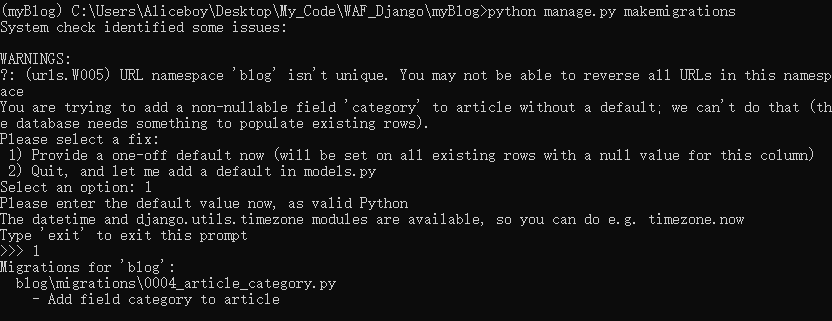 (myBlog) C:\Users\Aliceboy\Desktop\My_Code\WAF_Django\myBlog>python manage.py makemigrations
System check identified some issues:
WARNINGS:
?: (urls.W005) URL namespace 'blog' isn't unique. You may not be able to reverse all URLs in this namesp
ace
You are trying to add a non-nullable field 'category' to article without a default; we can't do that (th
e database needs something to populate existing rows).
Please select a fix:
 1) Provide a one-off default now (will be set on all existing rows with a null value for this column)
 2) Quit, and let me add a default in models.py
Select an option: 1
Please enter the default value now, as valid Python
The datetime and django.utils.timezone modules are available, so you can do e.g. timezone.now
Type 'exit' to exit this prompt
>>> 1
Migrations for 'blog':
  blog\migrations\0004_article_category.py
    - Add field category to article